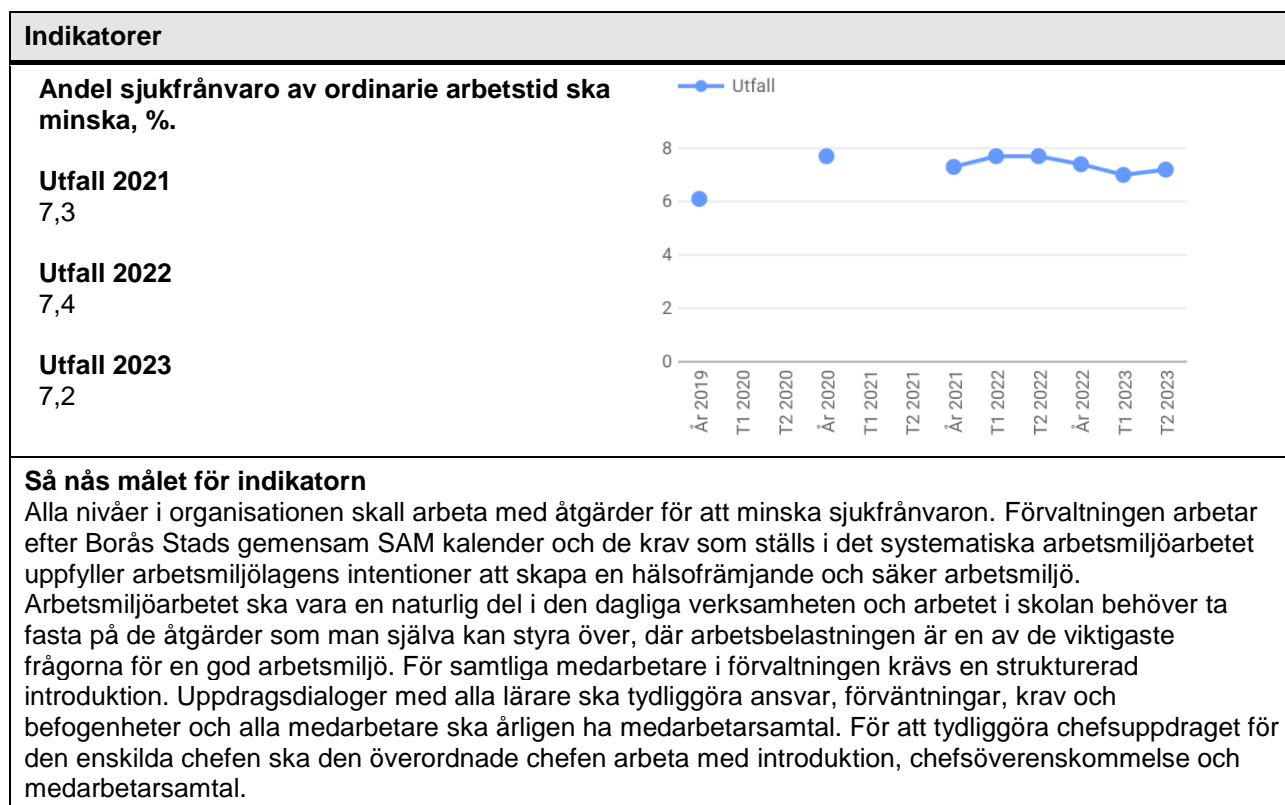 Indikatorer
Andel sjukfrånvaro av ordinarie arbetstid ska
minska, %.
Utfall 2021
7,3
Utfall 2022
7,4
Utfall 2023
7,2
Utfall
8
6
4
2
0
År 2019
T1 2020
T2 2020
År 2020
T1 2021
T2 2021
År 2021
T1 2022
T2 2022
År 2022
T1 2023
T2 2023
Så nås målet för indikatorn
Alla nivåer i organisationen skall arbeta med åtgärder för att minska sjukfrånvaron. Förvaltningen arbetar
efter Borås Stads gemensam SAM kalender och de krav som ställs i det systematiska arbetsmiljöarbetet
uppfyller arbetsmiljölagens intentioner att skapa en hälsofrämjande och säker arbetsmiljö.
Arbetsmiljöarbetet ska vara en naturlig del i den dagliga verksamheten och arbetet i skolan behöver ta
fasta på de åtgärder som man själva kan styra över, där arbetsbelastningen är en av de viktigaste
frågorna för en god arbetsmiljö. För samtliga medarbetare i förvaltningen krävs en strukturerad
introduktion. Uppdragsdialoger med alla lärare ska tydliggöra ansvar, förväntningar, krav och
befogenheter och alla medarbetare ska årligen ha medarbetarsamtal. För att tydliggöra chefsuppdraget för
den enskilda chefen ska den överordnade chefen arbeta med introduktion, chefsöverenskommelse och
medarbetarsamtal.